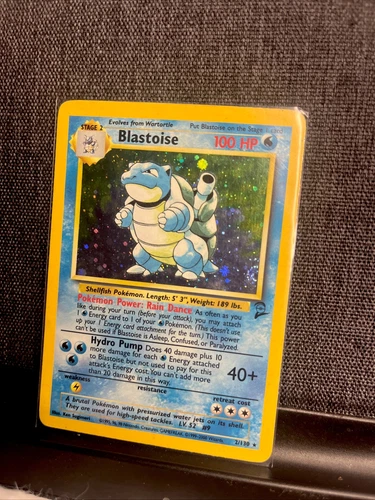 Evolves from Wartortle
Put Blastoise on the Stage
STAGE 2
Blastoise
100 HP
Shellfish Pokémon. Length: 5' 3", Weight: 189 lbs.
Pokémon Power: Rain Dance As often as you
like during your turn (before your attack), you may attach
1 Energy card to 1 of your Pokémon. (This doesn't use
up your 1 Energy card attachment for the turn.) This power
can't be used if Blastoise is Asleep, Confused, or Paralyzed.
Hydro Pump Does 40 damage plus 10
more damage for each Energy attached
to Blastoise but not used to pay for this
attack's Energy cost. You can't add more
than 20 damage in this way.
40+
weakness
resistance
retreat cost
A brutal Pokémon with pressurized water jets on its shell.
They are used for high-speed tackles. LV. 52 #9
Illus. Ken Sugimori
2/130